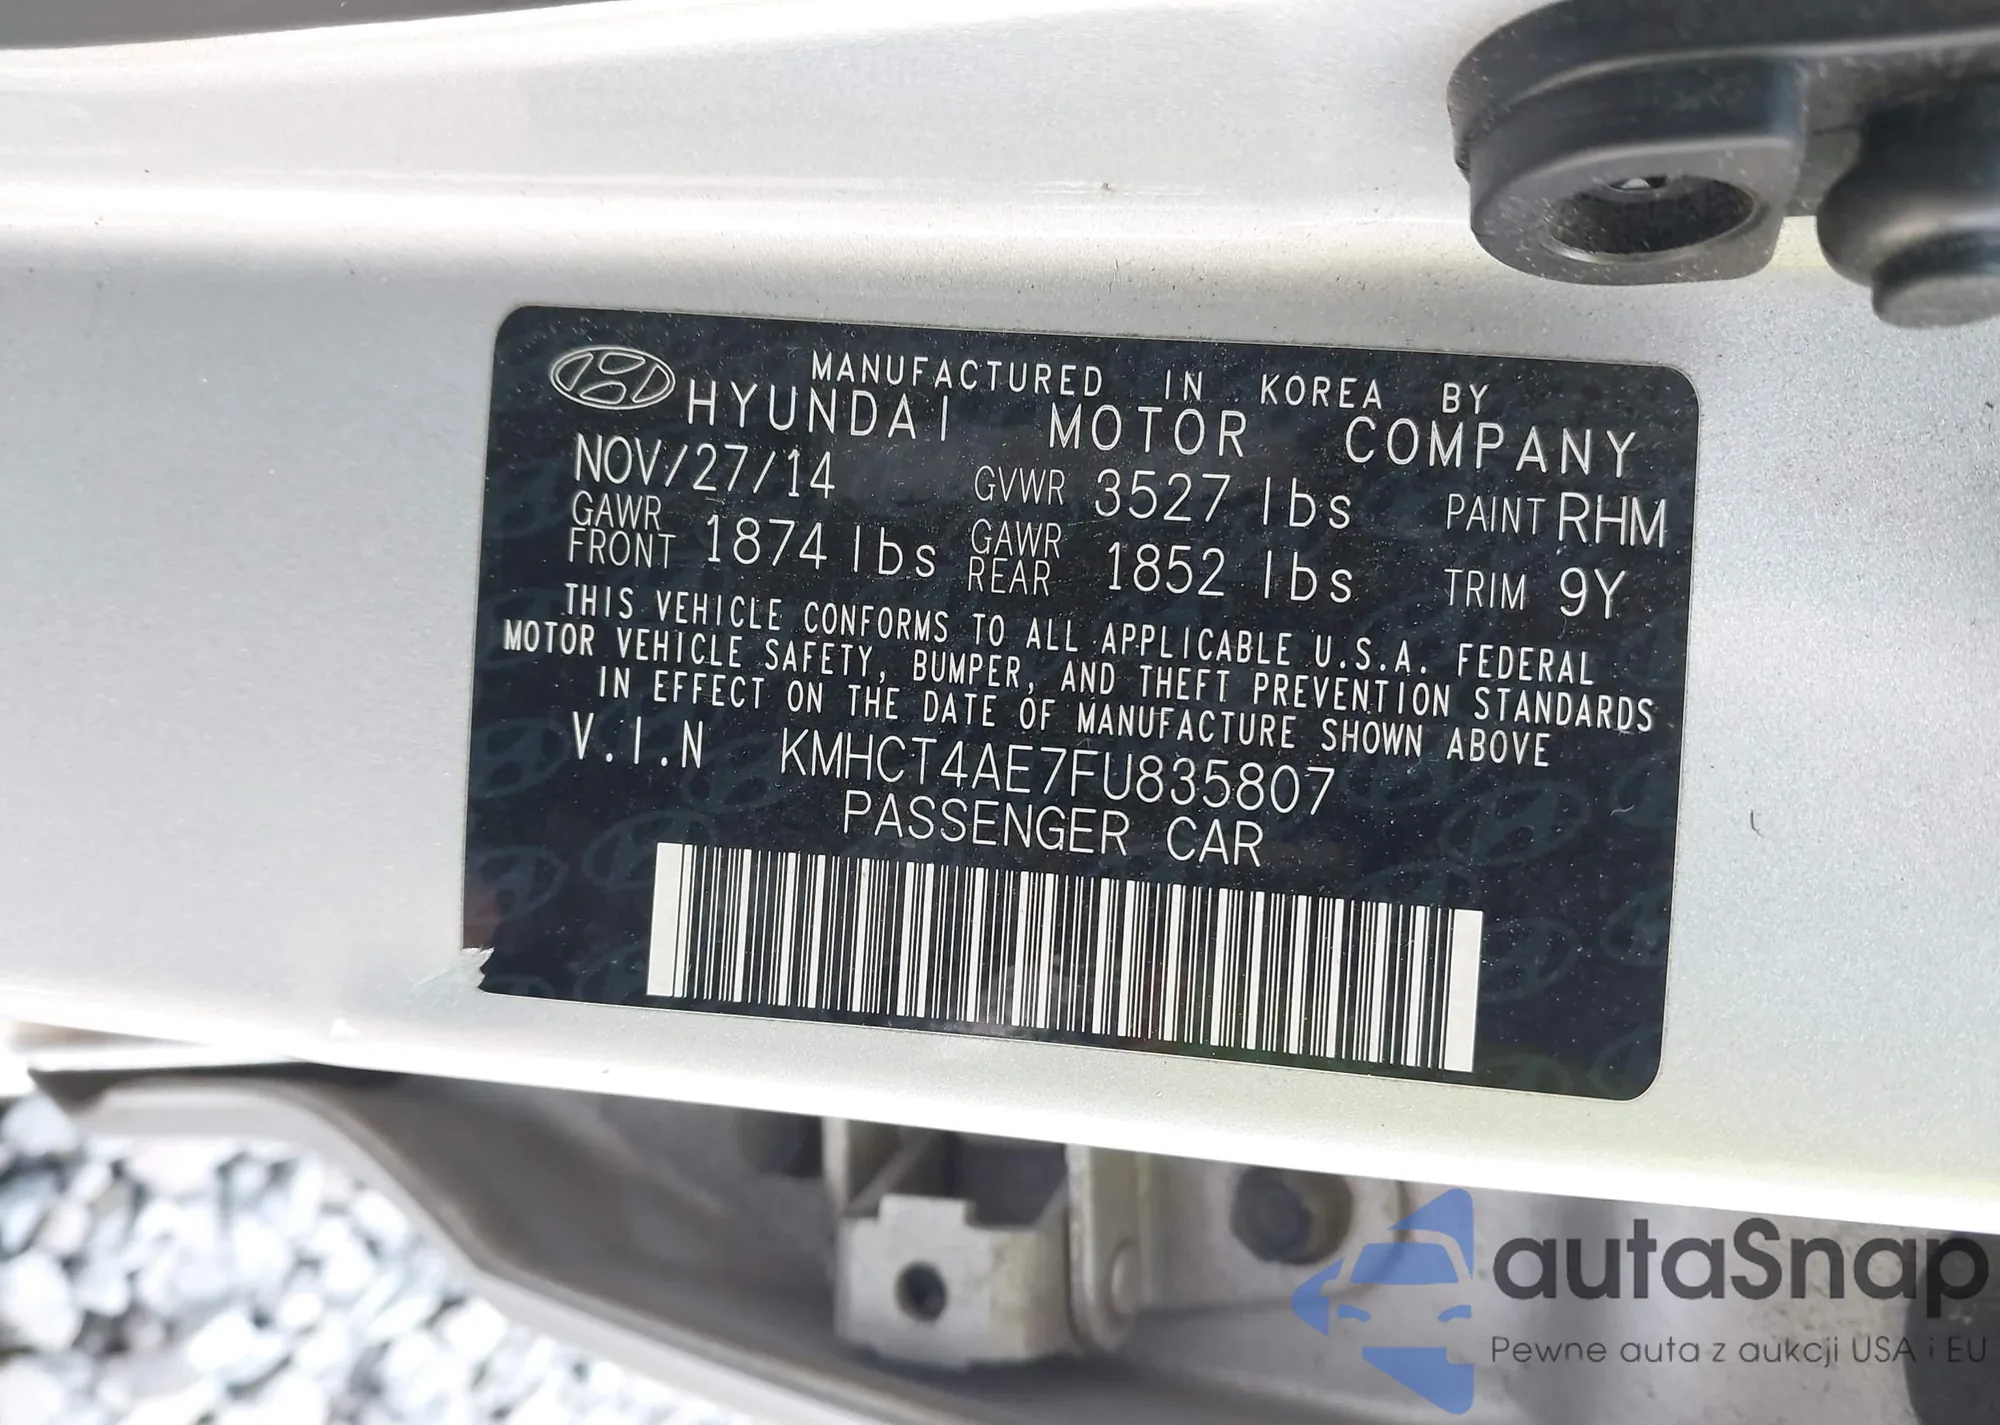 MANUFACTURED IN KOREA BY
HYUNDAI MOTOR COMPANY
NOV/27/14 GVWR 3527 lbs PAINT RHM
GAWR FRONT 1874 lbs GAWR REAR 1852 lbs TRIM 9Y
THIS VEHICLE CONFORMS TO ALL APPLICABLE U.S.A. FEDERAL
MOTOR VEHICLE SAFETY, BUMPER, AND THEFT PREVENTION STANDARDS
IN EFFECT ON THE DATE OF MANUFACTURE SHOWN ABOVE
V.I.N KMHCT4AE7FU835807
PASSENGER CAR
autaSnap
Pewne auta z aukcji USA i EU